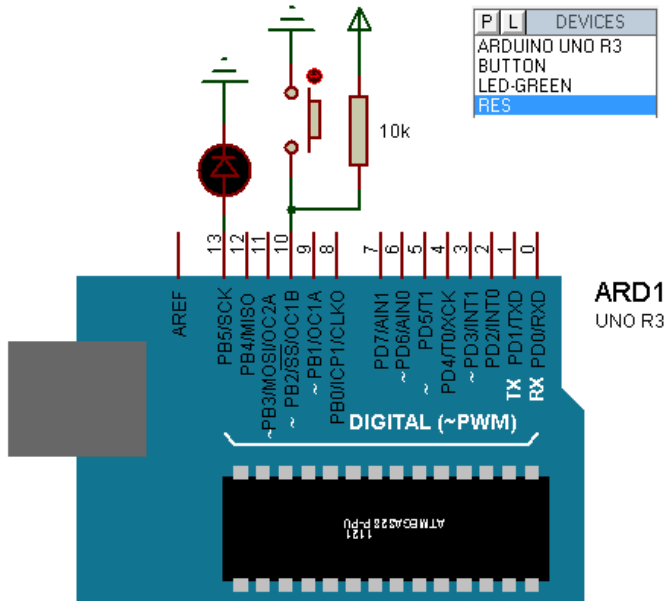 P L DEVICES
ARDUINO UNO R3
BUTTON
LED-GREEN
RES
10k
13 12 11 10 9 8 7 6 5 4 3 2 1 0
AREF
PB5/SCK
PB4/MISO
~PB3/MOSI/OC2A
~ PB2/SS/OC1B
~ PB1/OC1A
PB0/ICP1/CLKO
PD7/AIN1
~ PD6/AIN0
~ PD5/T1
PD4/T0/XCK
~ PD3/INT1
PD2/INT0
TX PD1/TXD
RX PD0/RXD
ARD1
UNO R3
DIGITAL (~PWM)
ATMEGA328P-PU
1121